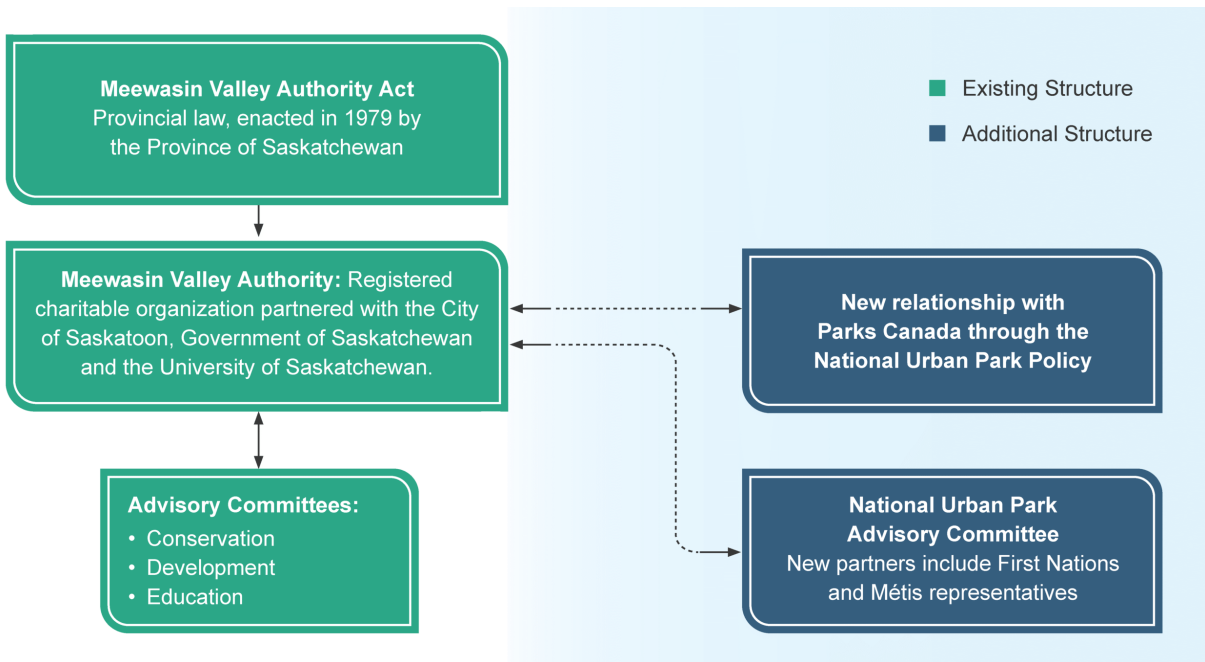 Meewasin Valley Authority Act
Provincial law, enacted in 1979 by
the Province of Saskatchewan
Existing Structure
Additional Structure
Meewasin Valley Authority: Registered
charitable organization partnered with the City
of Saskatoon, Government of Saskatchewan
and the University of Saskatchewan.
New relationship with
Parks Canada through the
National Urban Park Policy
Advisory Committees:
• Conservation
• Development
• Education
National Urban Park
Advisory Committee
New partners include First Nations
and Métis representatives